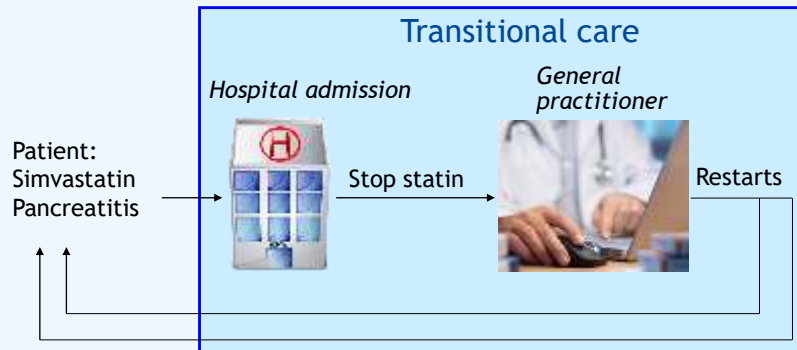 Transitional care
Hospital admission
General
practitioner
Patient:
Simvastatin
Pancreatitis
H
Stop statin
Restarts